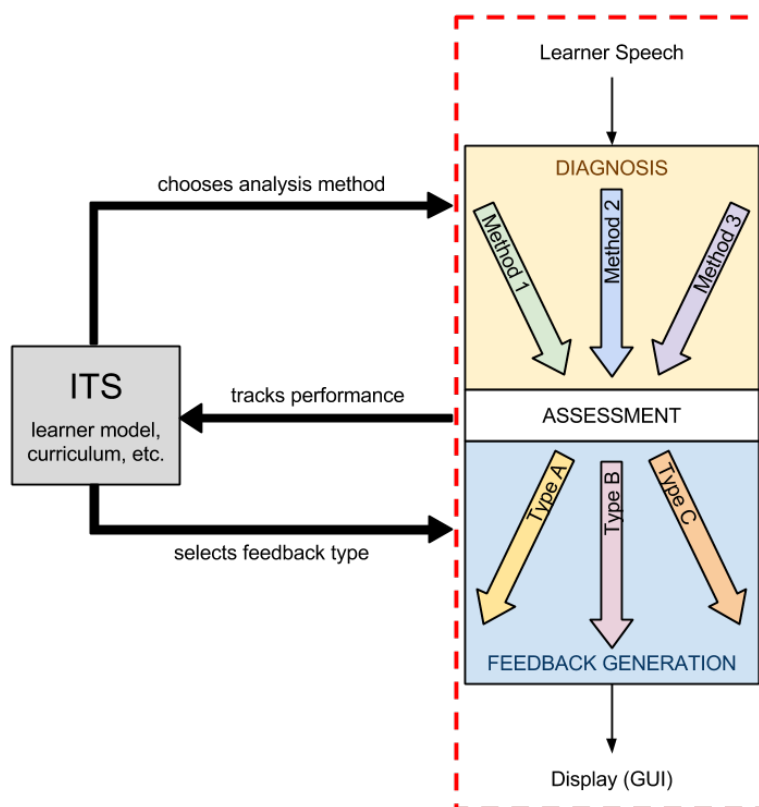 Learner Speech
DIAGNOSIS
chooses analysis method
Method 1
Method 2
Method 3
ITS
learner model,
curriculum, etc.
tracks performance
ASSESSMENT
Type A
Type B
Type C
selects feedback type
FEEDBACK GENERATION
Display (GUI)